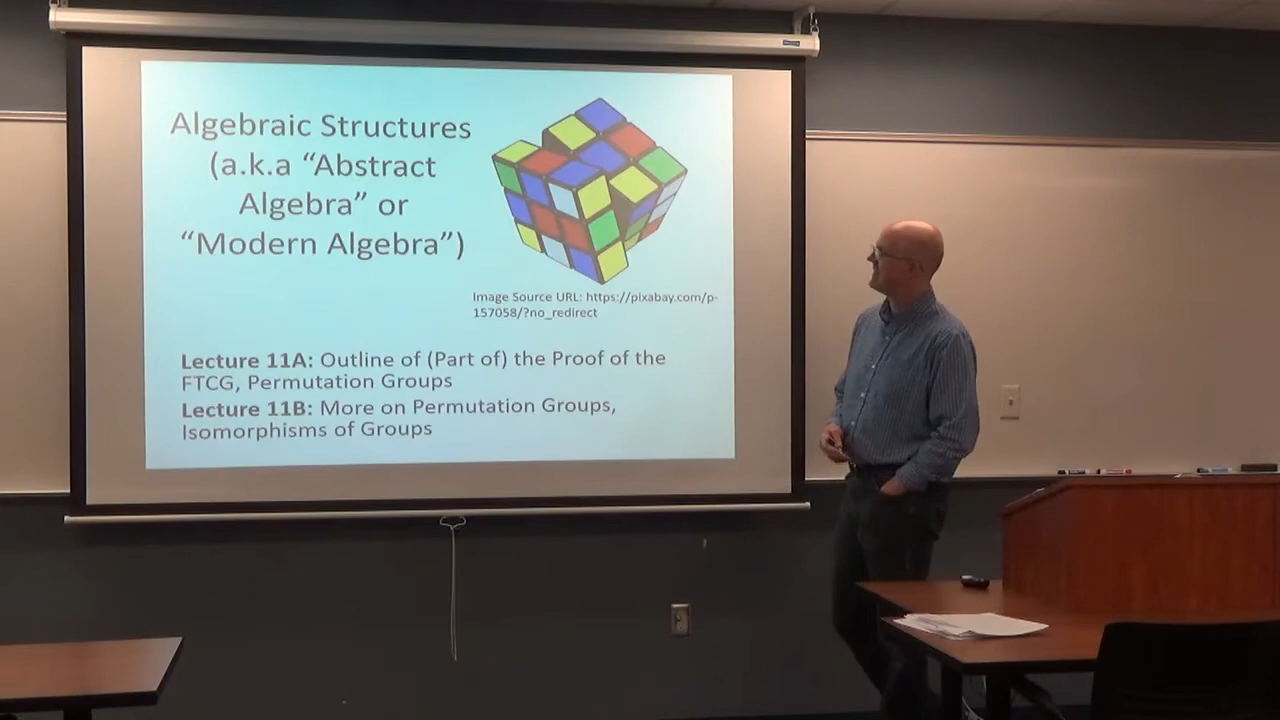 Algebraic Structures
(a.k.a “Abstract
Algebra” or
“Modern Algebra”)
Image Source URL: https://pixabay.com/p-
157058/?no_redirect
Lecture 11A: Outline of (Part of) the Proof of the
FTCG, Permutation Groups
Lecture 11B: More on Permutation Groups,
Isomorphisms of Groups